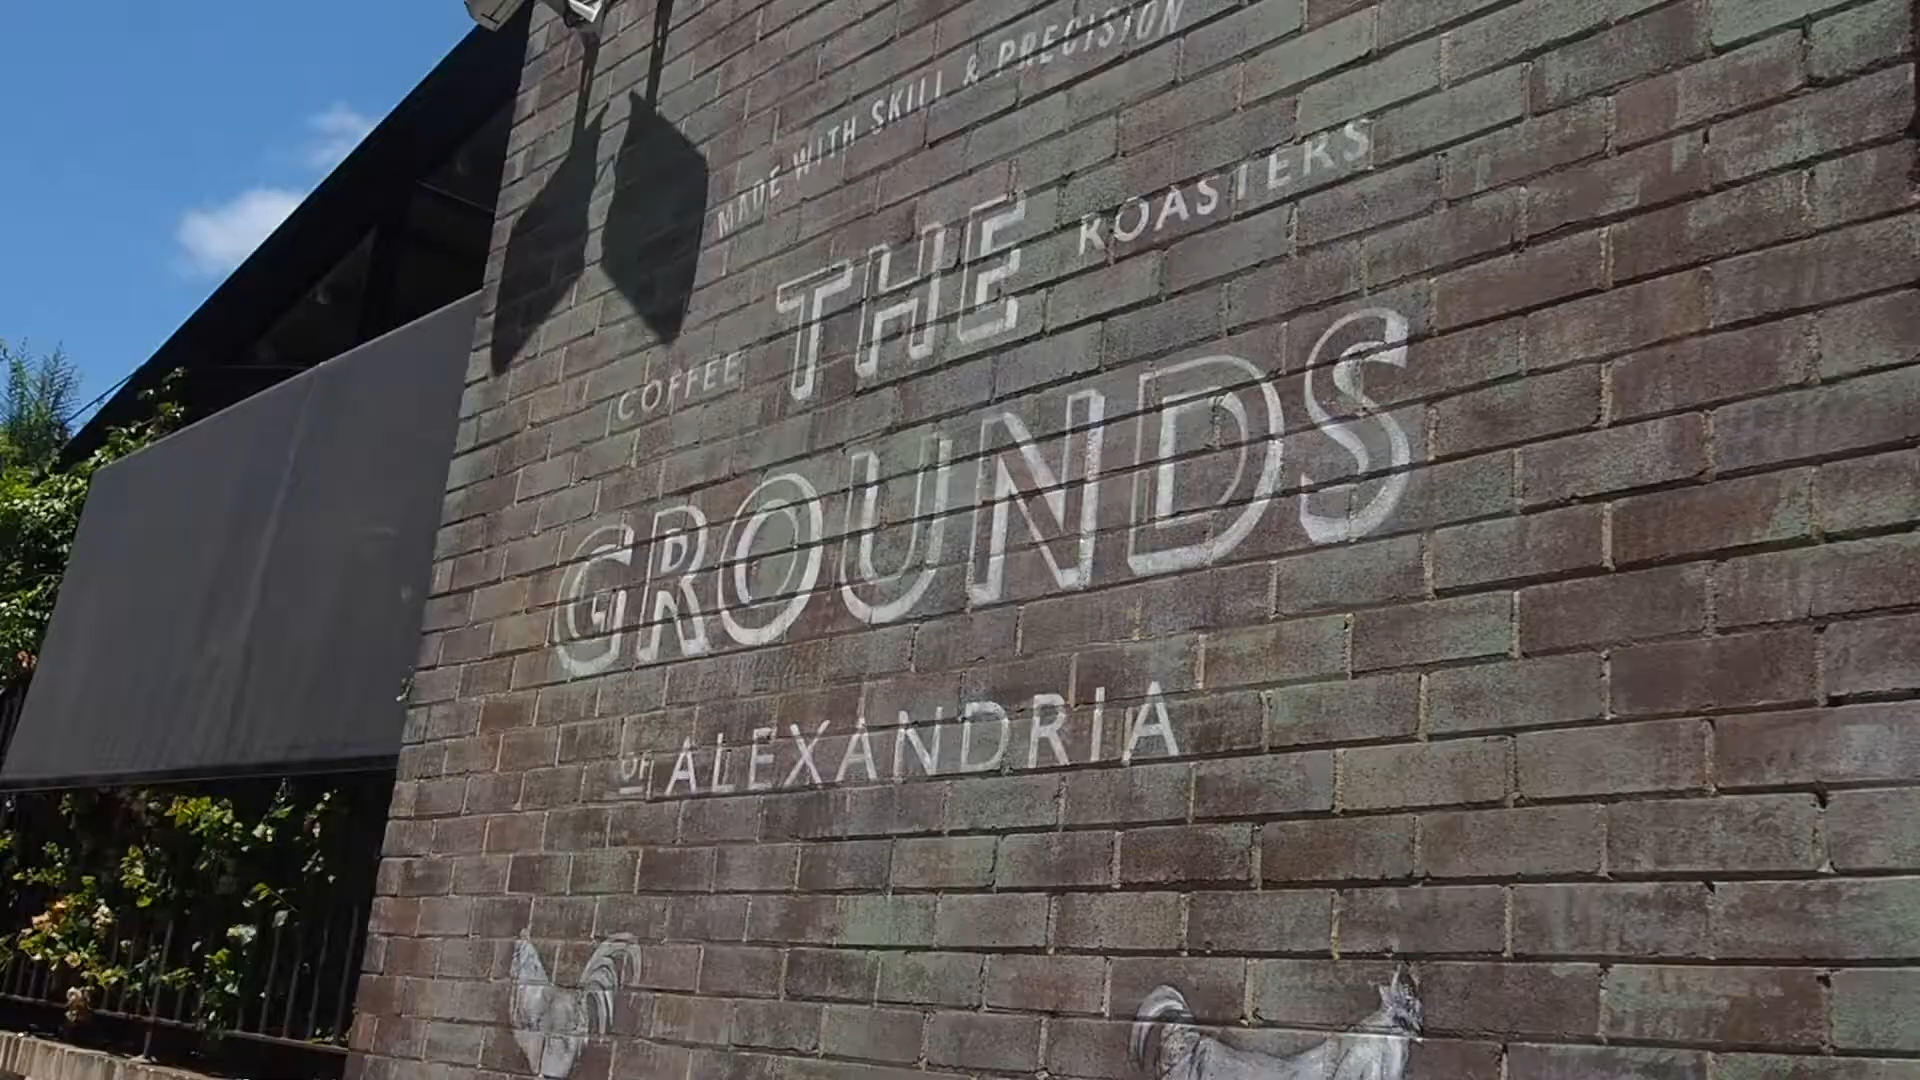 MADE WITH SKILL & PRECISION
COFFEE THE ROASTERS
GROUNDS
OF ALEXANDRIA